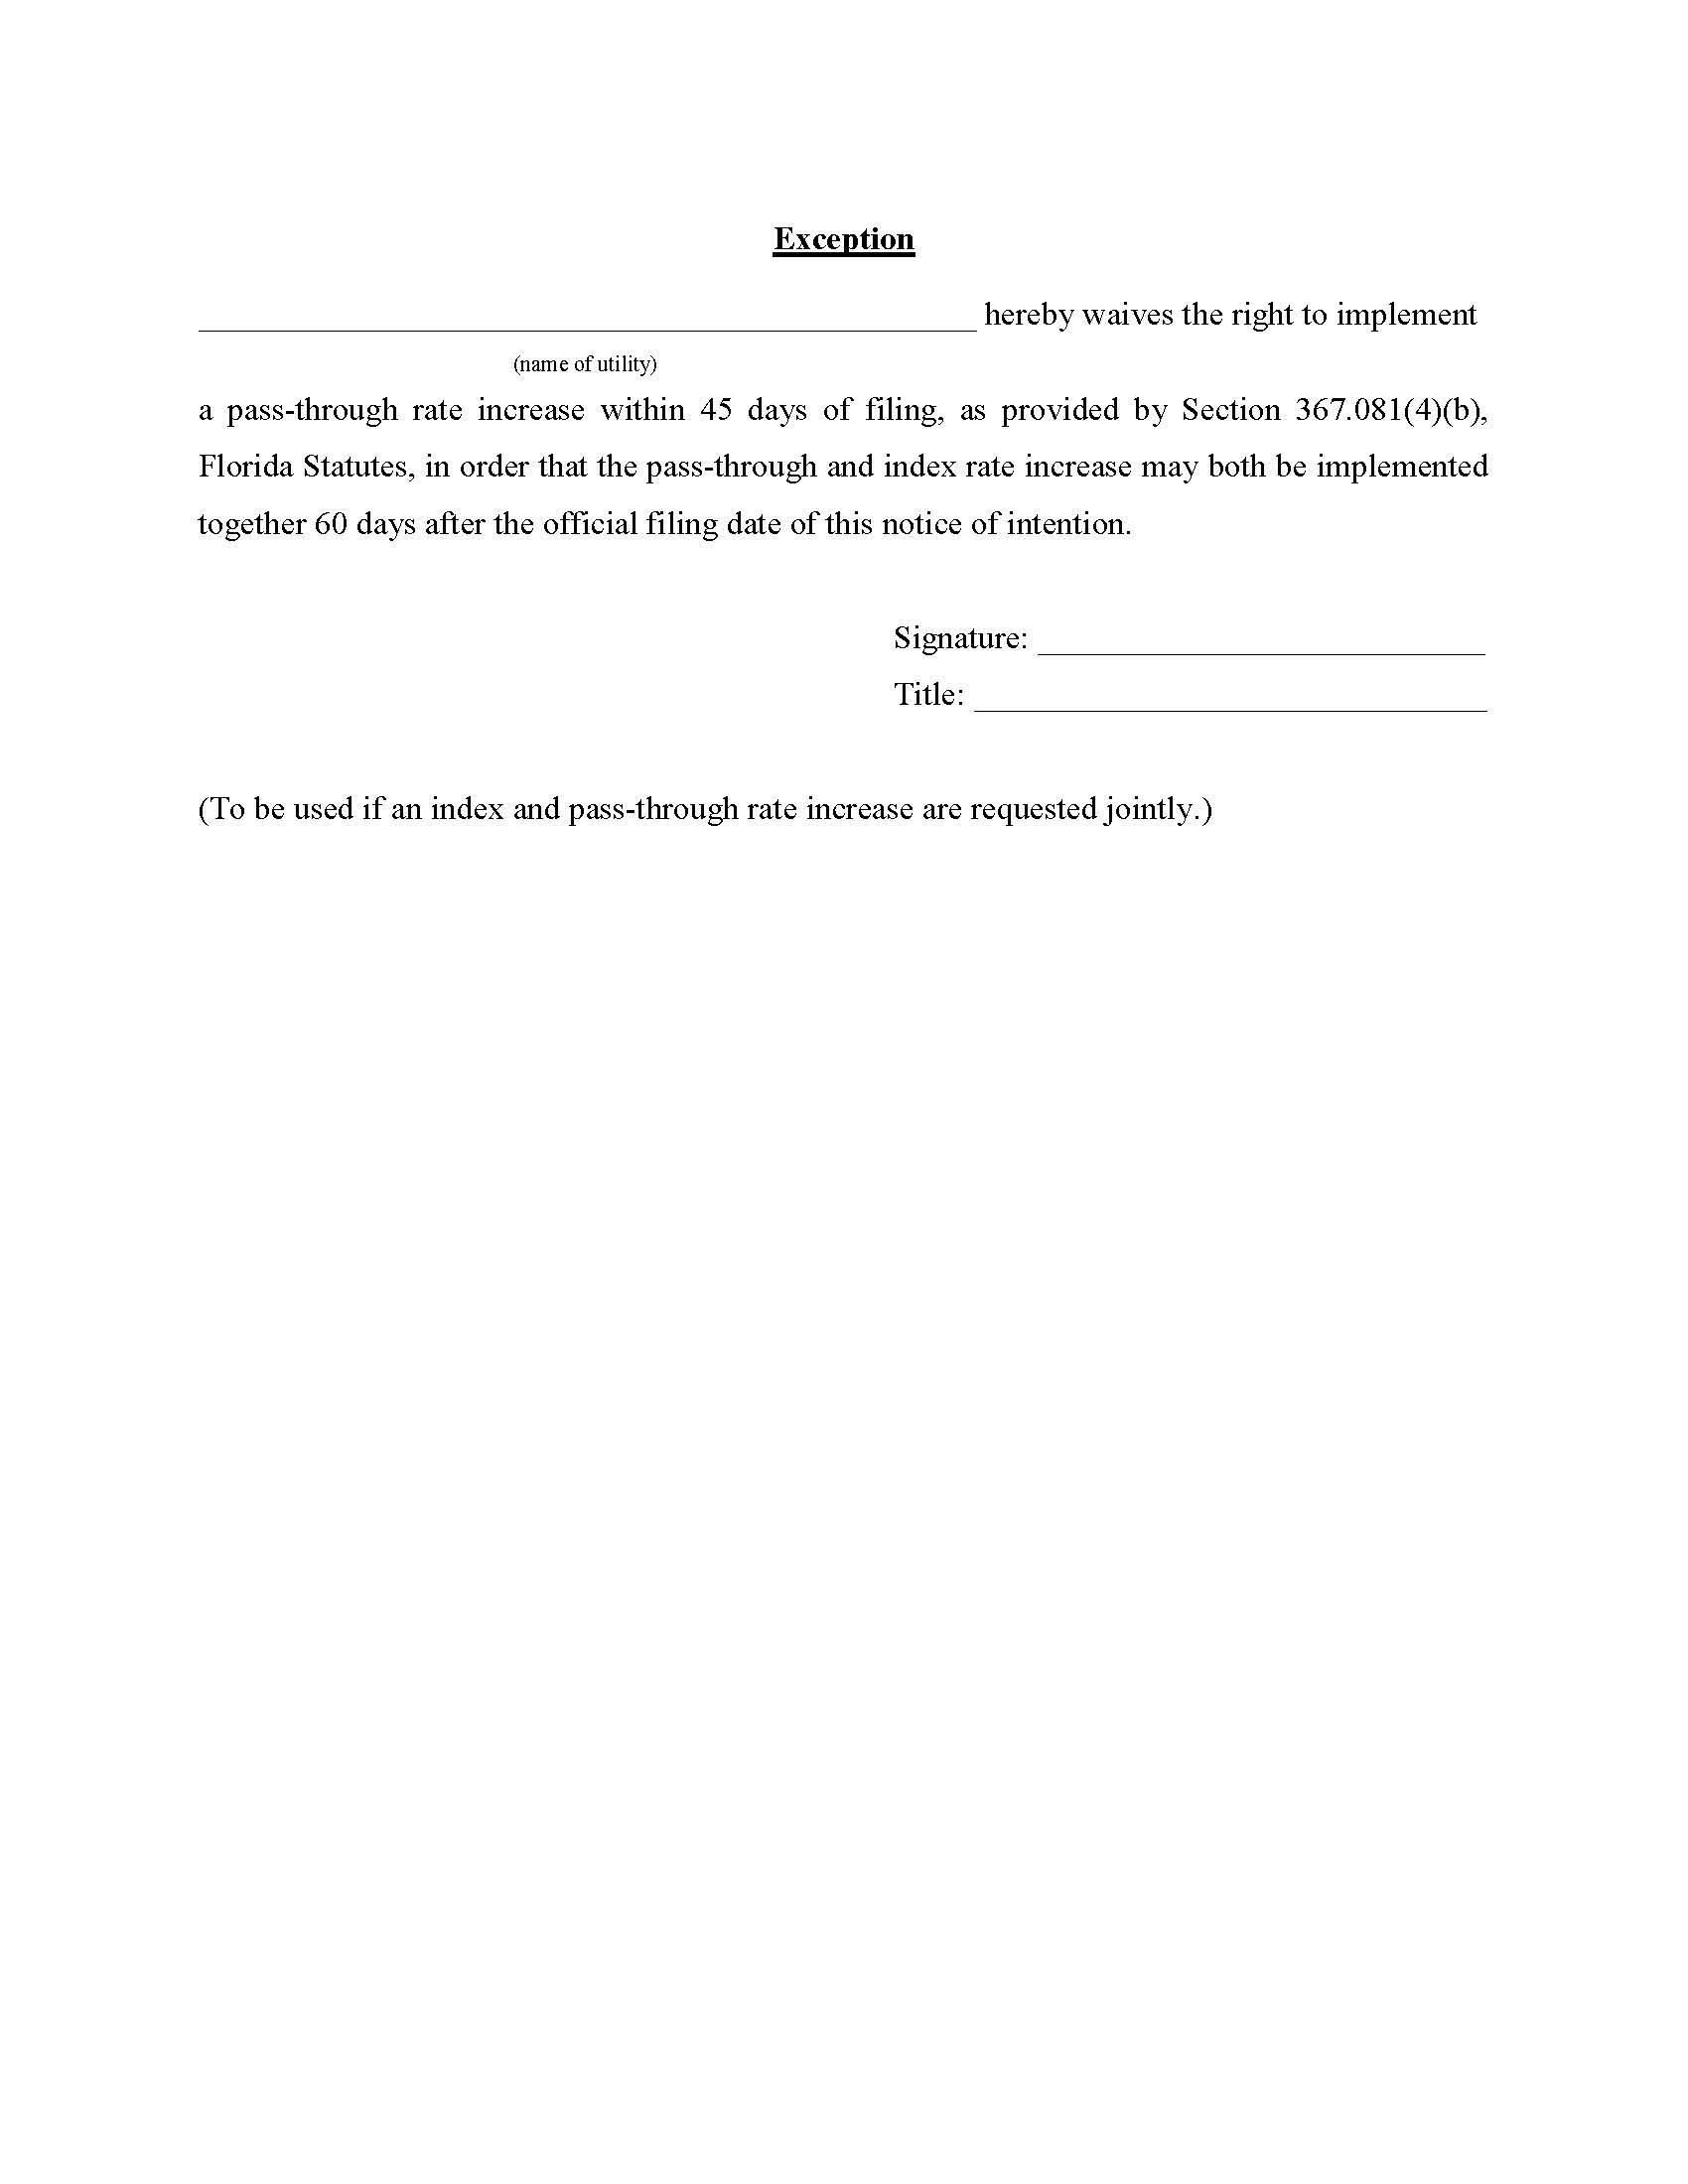 Exception
hereby waives the right to implement
(name of utility)
a pass-through rate increase within 45 days of filing, as provided by Section 367.081(4)(b),
Florida Statutes, in order that the pass-through and index rate increase may both be implemented
together 60 days after the official filing date of this notice of intention.
Signature:
Title:
(To be used if an index and pass-through rate increase are requested jointly.)